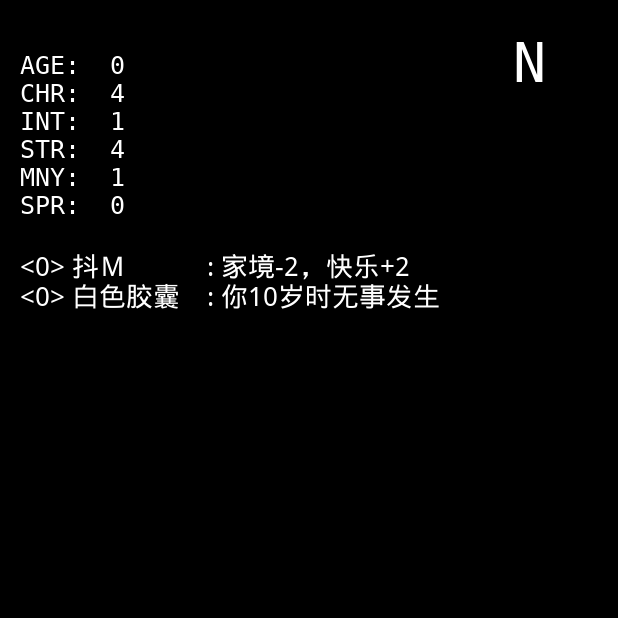 N
AGE: 0
CHR: 4
INT: 1
STR: 4
MNY: 1
SPR: 0
<0> 抖M : 家境-2，快乐+2
<0> 白色胶囊 : 你10岁时无事发生